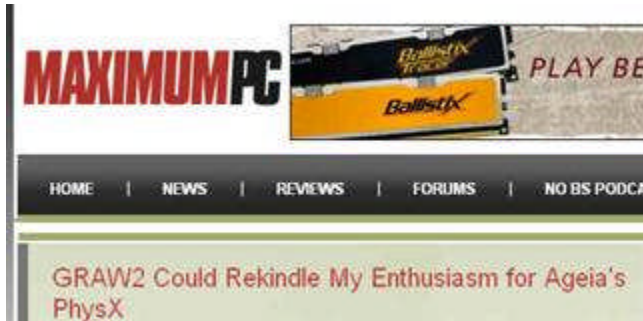 MAXIMUMPC
Ballistix
Tracer
PLAY BE
Ballistix
HOME | NEWS | REVIEWS | FORUMS | NO BS PODCA
GRAW2 Could Rekindle My Enthusiasm for Ageia's
PhysX